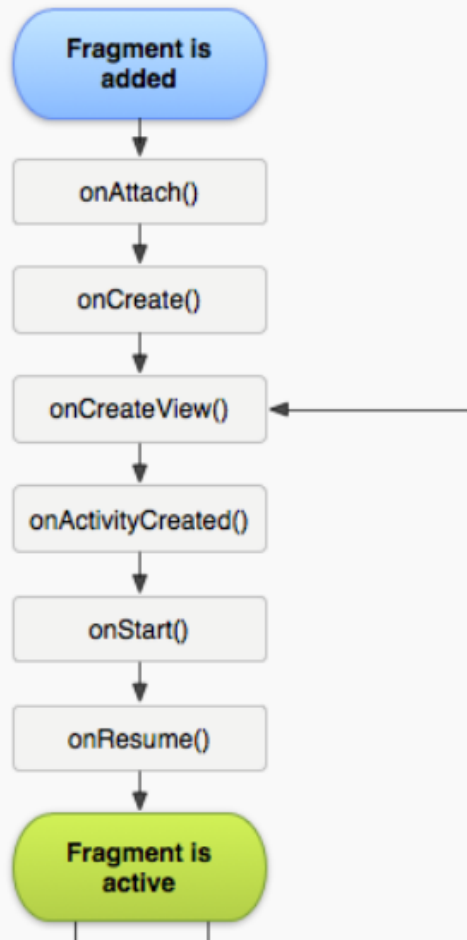 Fragment is
added
onAttach()
onCreate()
onCreateView()
onActivityCreated()
onStart()
onResume()
Fragment is
active